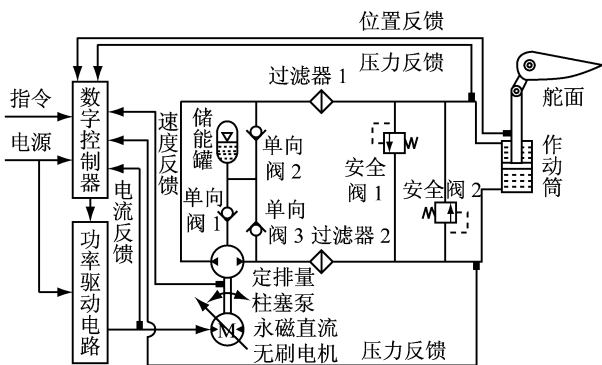 位置反馈
压力反馈
过滤器 1
舵面
指令
电源
数字控制器
速度反馈
储能罐
单向
阀 2
安全
阀 1
安全阀 2
作动筒
电流反馈
单向
阀 1
单向
阀 3
过滤器 2
功率驱动电路
定排量
柱塞泵
M
永磁直流
无刷电机
压力反馈